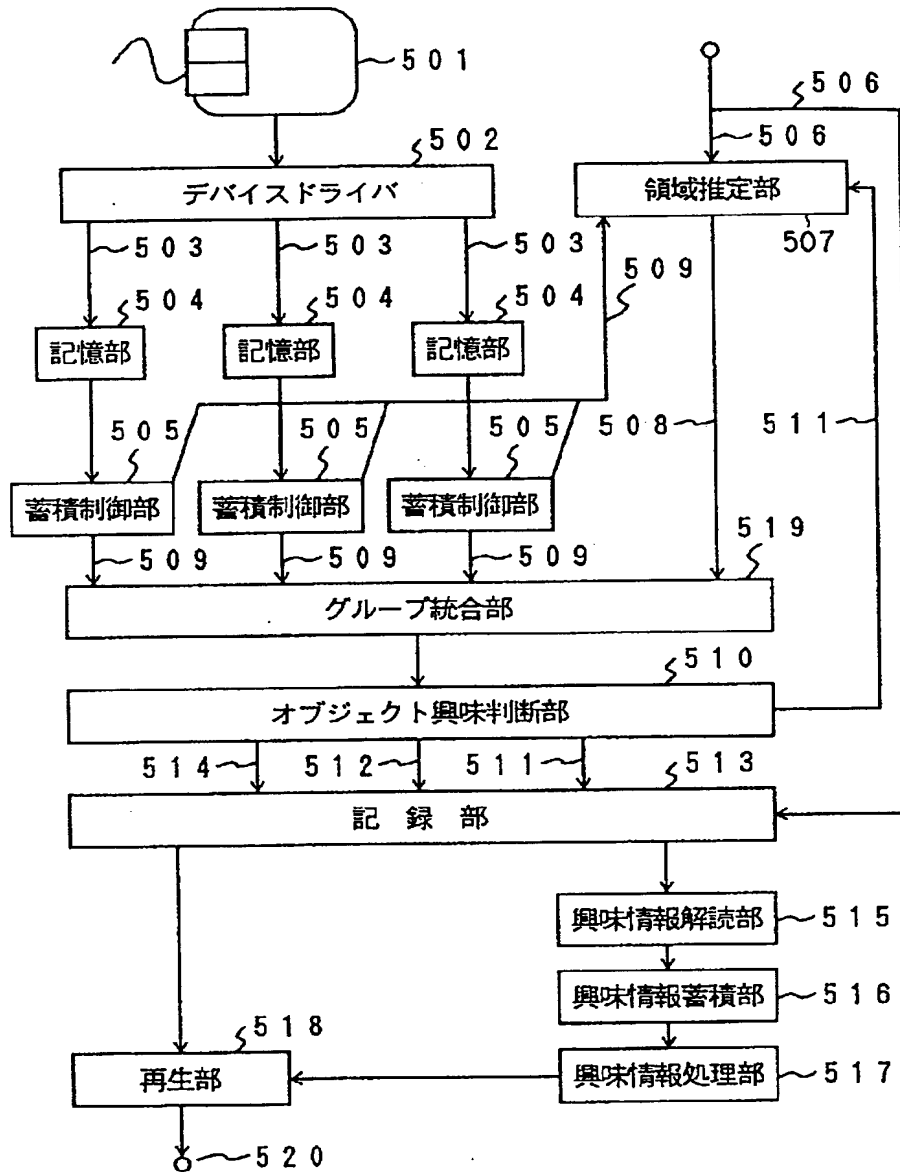 501
506
502
506
デバイスドライバ
領域推定部
503
503
503
507
509
504
504
504
記憶部
記憶部
記憶部
505
505
505
508
511
蓄積制御部
蓄積制御部
蓄積制御部
509
509
509
519
グループ統合部
510
オブジェクト興味判断部
514
512
511
513
記 録 部
興味情報解読部
515
興味情報蓄積部
516
518
再生部
興味情報処理部
517
520